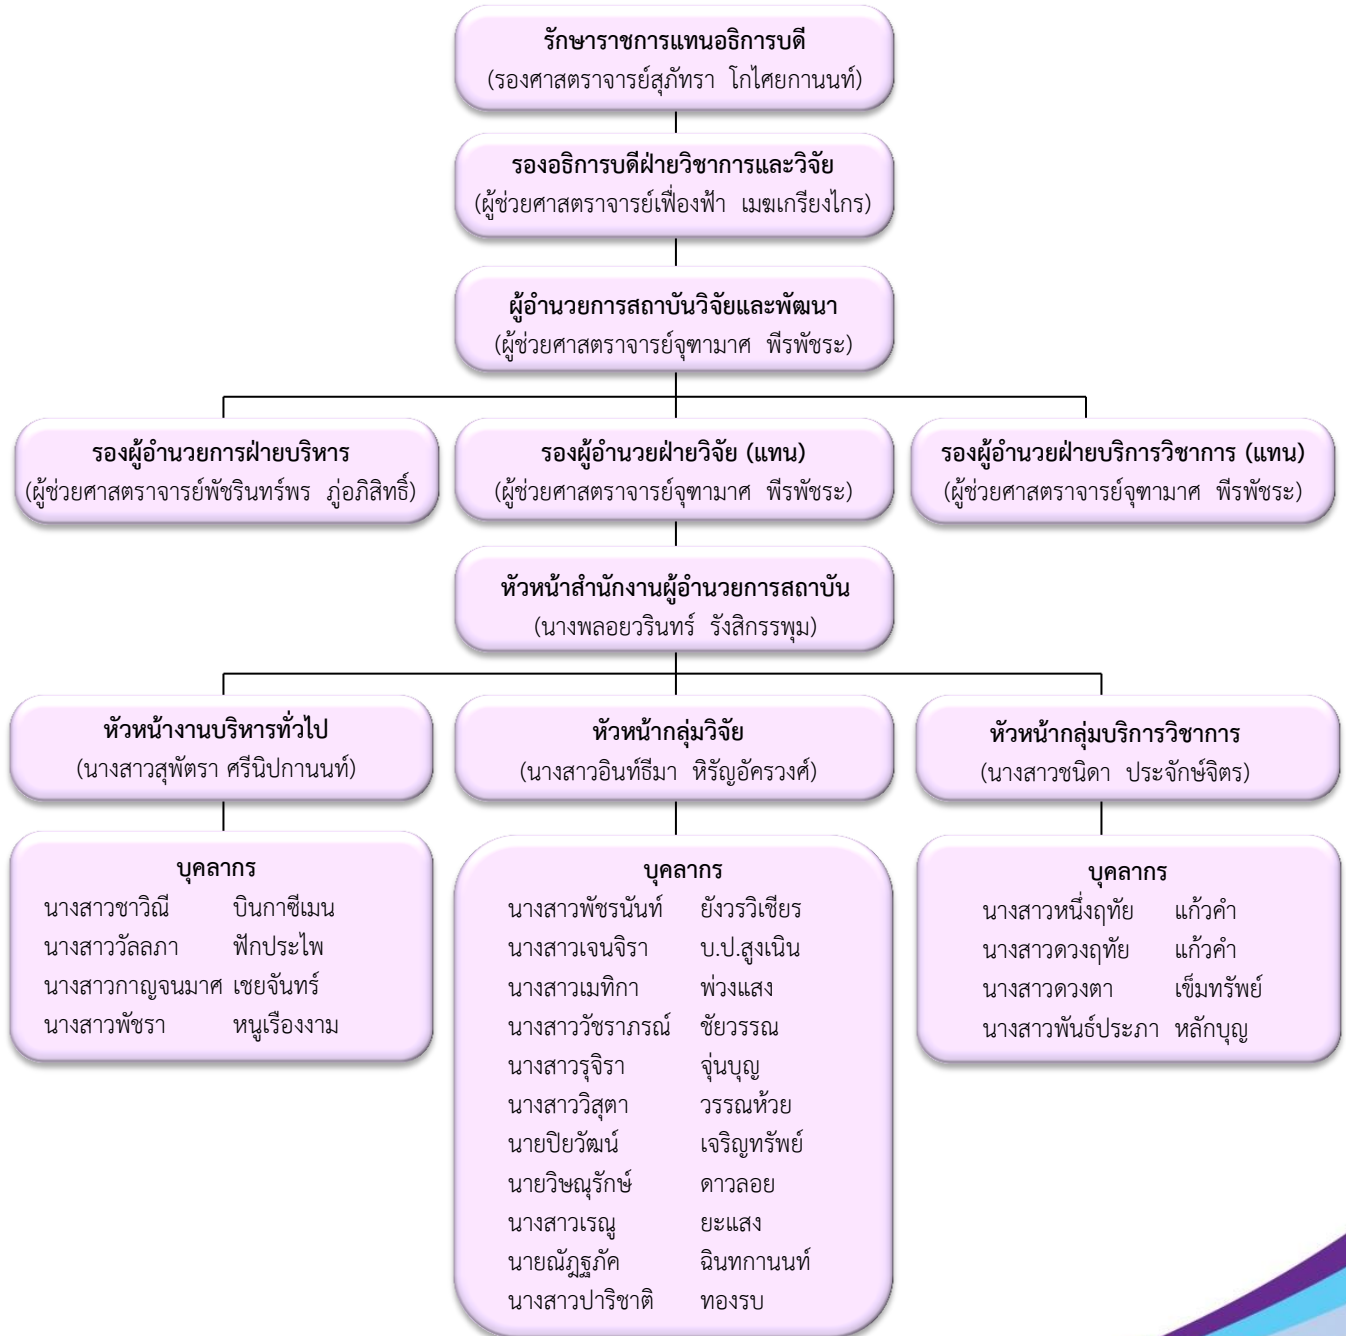 รักษาราชการแทนอธิการบดี
(รองศาสตราจารย์สุภัทรา โกไศยกานนท์)
รองอธิการบดีฝ่ายวิชาการและวิจัย
(ผู้ช่วยศาสตราจารย์เฟื่องฟ้า เมฆเกรียงไกร)
ผู้อำนวยการสถาบันวิจัยและพัฒนา
(ผู้ช่วยศาสตราจารย์จุฑามาศ พีรพัชระ)
รองผู้อำนวยการฝ่ายบริหาร
(ผู้ช่วยศาสตราจารย์พัชรินทร์พร ภู่อภิสิทธิ์)
รองผู้อำนวยฝ่ายวิจัย (แทน)
(ผู้ช่วยศาสตราจารย์จุฑามาศ พีรพัชระ)
รองผู้อำนวยฝ่ายบริการวิชาการ (แทน)
(ผู้ช่วยศาสตราจารย์จุฑามาศ พีรพัชระ)
หัวหน้าสำนักงานผู้อำนวยการสถาบัน
(นางพลอยวรินทร์ รังสิกรรพุม)
หัวหน้างานบริหารทั่วไป
(นางสาวสุพัตรา ศรีนิปกานนท์)
หัวหน้ากลุ่มวิจัย
(นางสาวอินท์ธีมา หิรัญอัครวงศ์)
หัวหน้ากลุ่มบริการวิชาการ
(นางสาวชนิดา ประจักษ์จิตร)
บุคลากร
นางสาวชาวิณี บินกาซีเมน
นางสาววัลลภา ฟักประไพ
นางสาวกาญจนมาศ เชยจันทร์
นางสาวพัชรา หนูเรืองงาม
บุคลากร
นางสาวพัชรนันท์ ยังวรวิเชียร
นางสาวเจนจิรา บ.ป.สูงเนิน
นางสาวเมทิกา พ่วงแสง
นางสาววัชราภรณ์ ชัยวรรณ
นางสาวรุจิรา จุ่นบุญ
นางสาววิสุตา วรรณห้วย
นายปิยวัฒน์ เจริญทรัพย์
นายวิษณุรักษ์ ดาวลอย
นางสาวเรณู ยะแสง
นายณัฎฐภัค ฉินทกานนท์
นางสาวปาริชาติ ทองรบ
บุคลากร
นางสาวหนึ่งฤทัย แก้วคำ
นางสาวดวงฤทัย แก้วคำ
นางสาวดวงตา เข็มทรัพย์
นางสาวพันธ์ประภา หลักบุญ